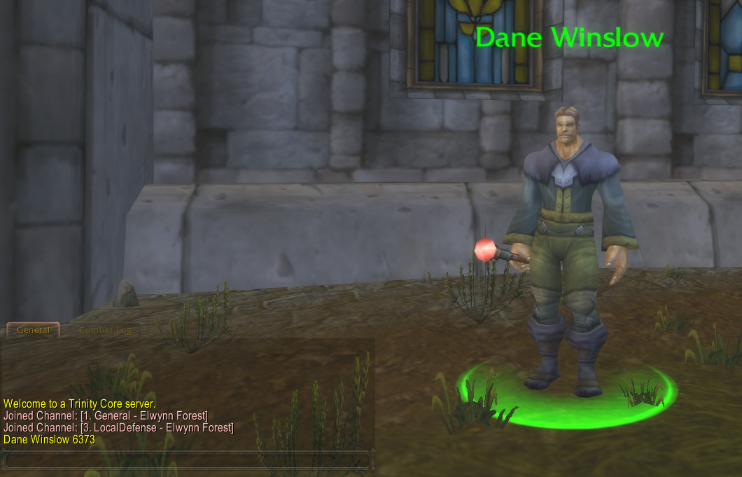 Dane Winslow
General Combat Log
Welcome to a Trinity Core server.
Joined Channel: [1. General - Elwynn Forest]
Joined Channel: [3. LocalDefense - Elwynn Forest]
Dane Winslow 6373